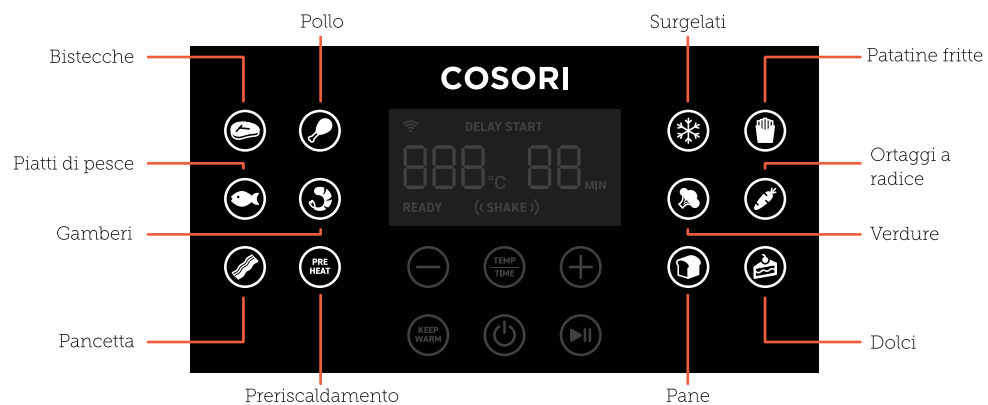 Pollo
Surgelati
Bistecche
Patatine fritte
COSORI
DELAY START
Piatti di pesce
888 °C 88 MIN
Ortaggi a
radice
READY ((SHAKE))
Gamberi
Verdure
PRE
HEAT
TEMP
TIME
KEEP
WARM
Pancetta
Dolci
Preriscaldamento
Pane